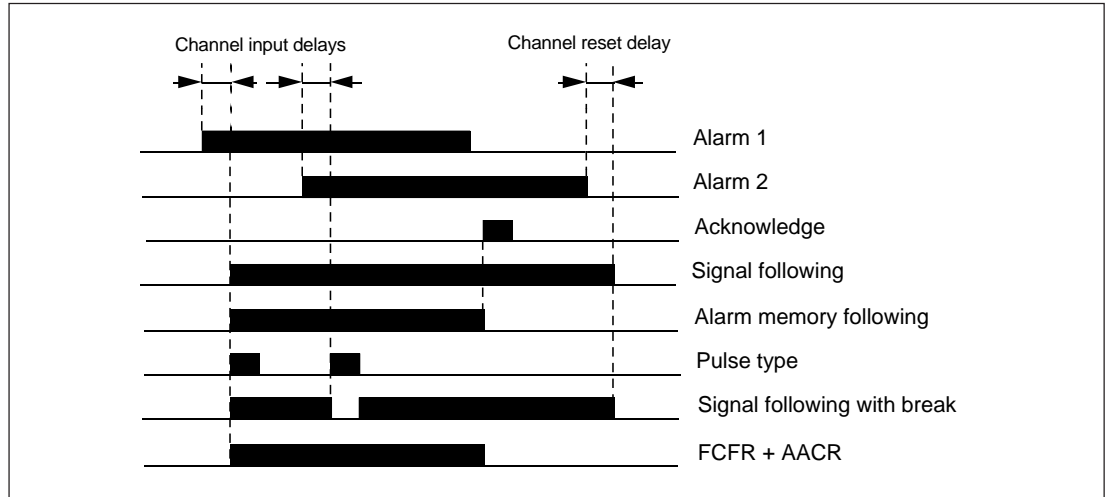 Channel input delays
Channel reset delay
Alarm 1
Alarm 2
Acknowledge
Signal following
Alarm memory following
Pulse type
Signal following with break
FCFR + AACR